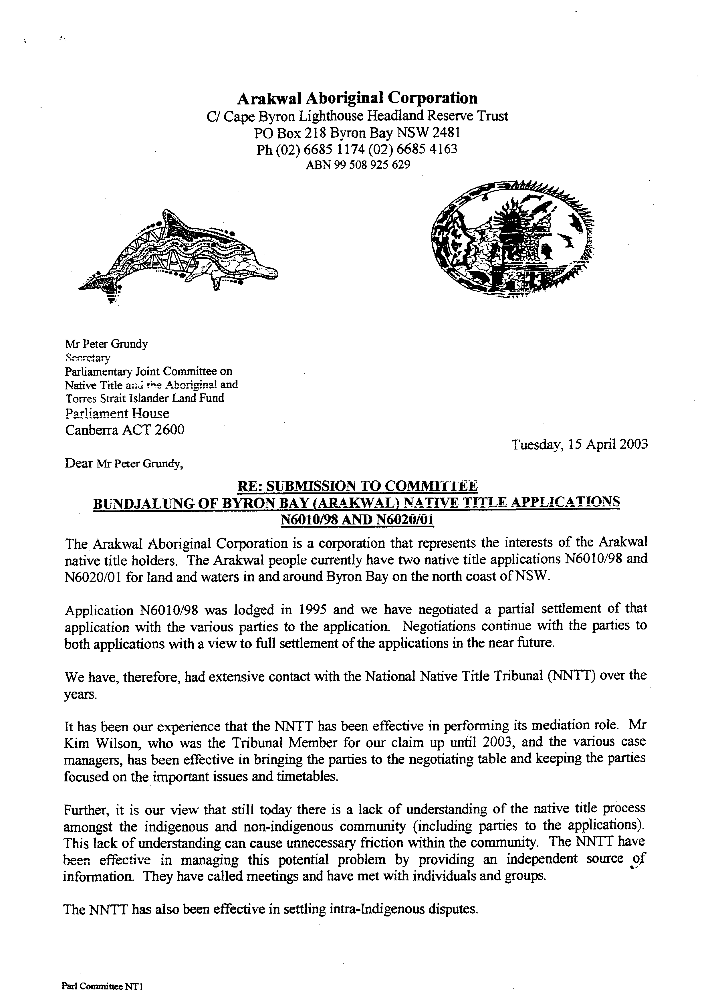 Arakwal Aboriginal Corporation
C/ Cape Byron Lighthouse Headland Reserve Trust
PO Box 218 Byron Bay NSW 2481
Ph (02) 6685 1174 (02) 6685 4163
ABN 99 508 925 629
Mr Peter Grundy
Secretary
Parliamentary Joint Committee on
Native Title and the Aboriginal and
Torres Strait Islander Land Fund
Parliament House
Canberra ACT 2600
Tuesday, 15 April 2003
Dear Mr Peter Grundy,
RE: SUBMISSION TO COMMITTEE
BUNDJALUNG OF BYRON BAY (ARAKWAL) NATIVE TITLE APPLICATIONS
N6010/98 AND N6020/01
The Arakwal Aboriginal Corporation is a corporation that represents the interests of the Arakwal
native title holders. The Arakwal people currently have two native title applications N6010/98 and
N6020/01 for land and waters in and around Byron Bay on the north coast of NSW.
Application N6010/98 was lodged in 1995 and we have negotiated a partial settlement of that
application with the various parties to the application. Negotiations continue with the parties to
both applications with a view to full settlement of the applications in the near future.
We have, therefore, had extensive contact with the National Native Title Tribunal (NNTT) over the
years.
It has been our experience that the NNTT has been effective in performing its mediation role. Mr
Kim Wilson, who was the Tribunal Member for our claim up until 2003, and the various case
managers, has been effective in bringing the parties to the negotiating table and keeping the parties
focused on the important issues and timetables.
Further, it is our view that still today there is a lack of understanding of the native title process
amongst the indigenous and non-indigenous community (including parties to the applications).
This lack of understanding can cause unnecessary friction within the community. The NNTT have
been effective in managing this potential problem by providing an independent source of
information. They have called meetings and have met with individuals and groups.
The NNTT has also been effective in settling intra-Indigenous disputes.
Parl Committee NT1